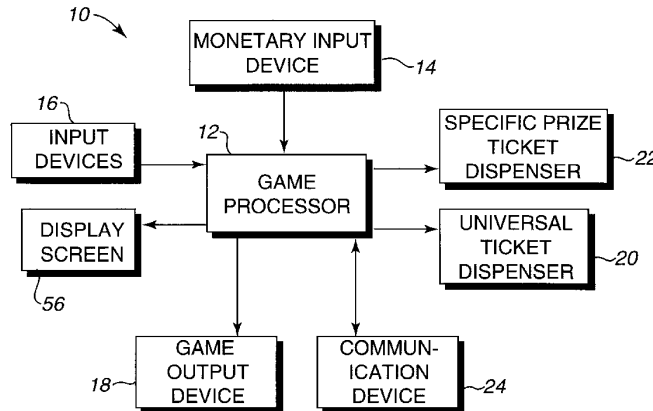 10
MONETARY INPUT
DEVICE
14
16
INPUT
DEVICES
12
GAME
PROCESSOR
SPECIFIC PRIZE
TICKET
DISPENSER
22
DISPLAY
SCREEN
56
UNIVERSAL
TICKET
DISPENSER
20
GAME
OUTPUT
DEVICE
18
COMMUN-
ICATION
DEVICE
24